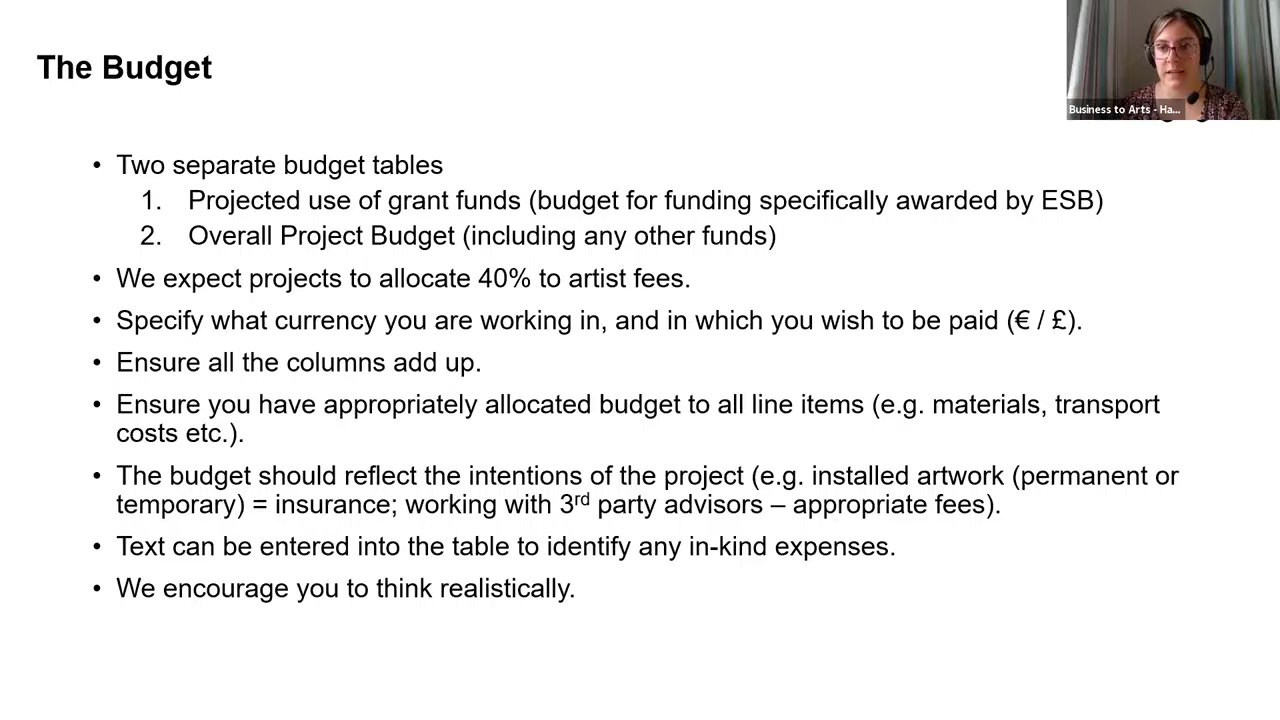 The Budget
Business to Arts - Ha...
• Two separate budget tables
1. Projected use of grant funds (budget for funding specifically awarded by ESB)
2. Overall Project Budget (including any other funds)
• We expect projects to allocate 40% to artist fees.
• Specify what currency you are working in, and in which you wish to be paid (€ / £).
• Ensure all the columns add up.
• Ensure you have appropriately allocated budget to all line items (e.g. materials, transport
costs etc.).
• The budget should reflect the intentions of the project (e.g. installed artwork (permanent or
temporary) = insurance; working with 3rd party advisors – appropriate fees).
• Text can be entered into the table to identify any in-kind expenses.
• We encourage you to think realistically.